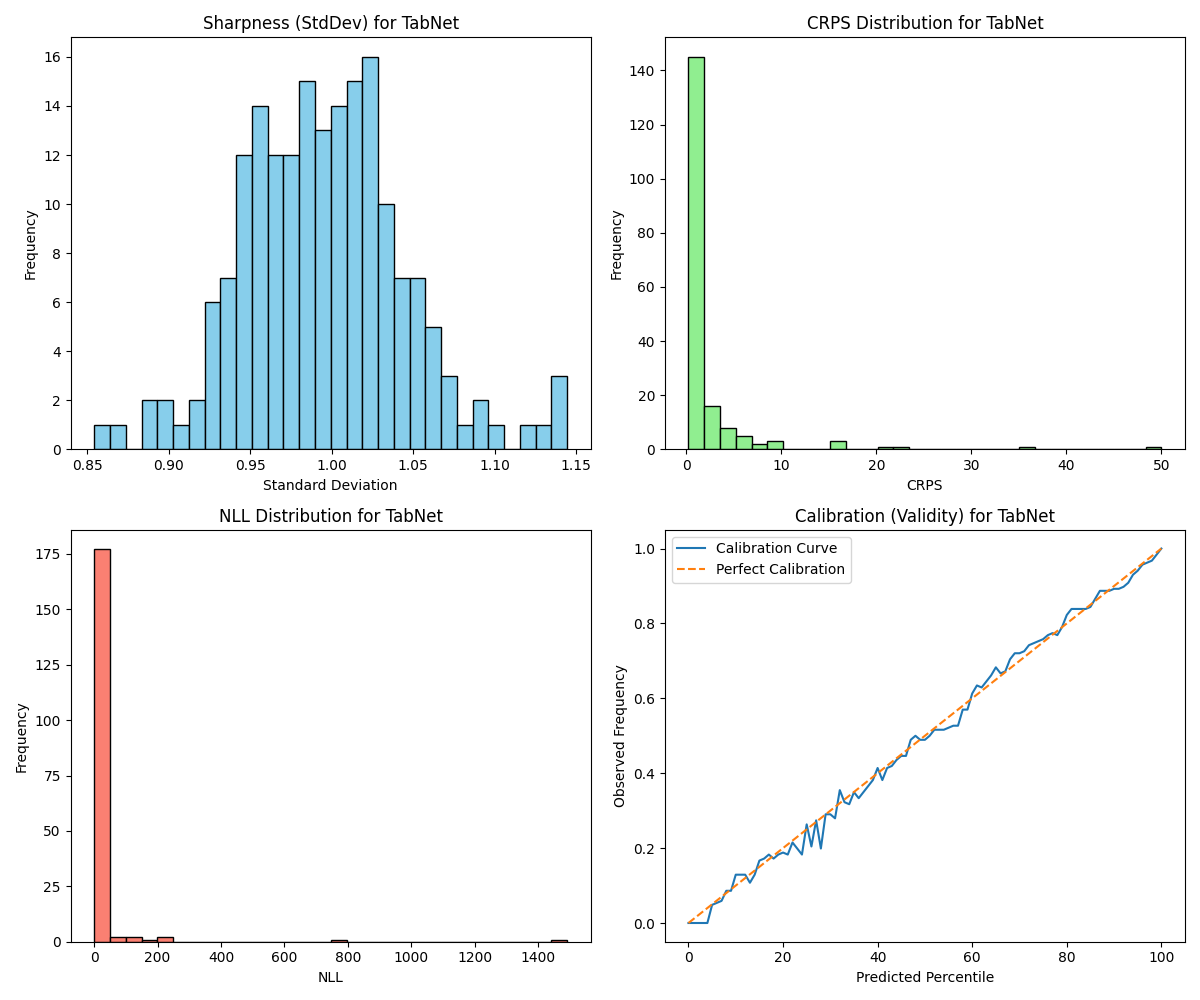 Sharpness (StdDev) for TabNet
16
14
12
10
8
6
4
2
0
Frequency
0.85 0.90 0.95 1.00 1.05 1.10 1.15
Standard Deviation
CRPS Distribution for TabNet
140
120
100
80
60
40
20
0
Frequency
0 10 20 30 40 50
CRPS
NLL Distribution for TabNet
175
150
125
100
75
50
25
0
Frequency
0 200 400 600 800 1000 1200 1400
NLL
Calibration (Validity) for TabNet
Calibration Curve
Perfect Calibration
1.0
0.8
0.6
0.4
0.2
0.0
Observed Frequency
0 20 40 60 80 100
Predicted Percentile